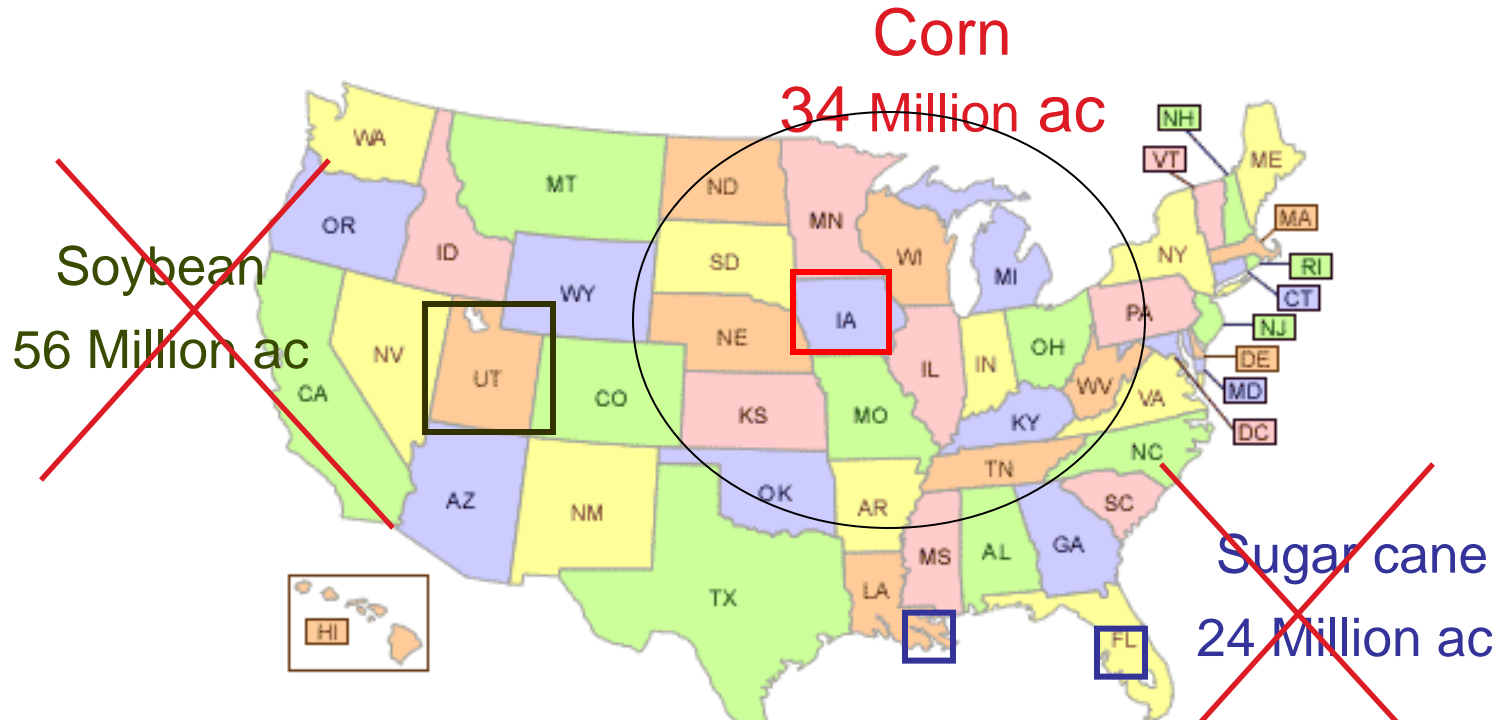 Corn
34 Million ac
Soybean
56 Million ac
Sugar cane
24 Million ac
WA
OR
ID
MT
WY
CA
NV
UT
CO
AZ
NM
ND
SD
NE
KS
OK
TX
MN
IA
MO
AR
LA
WI
IL
MI
IN
OH
KY
TN
MS
AL
GA
FL
SC
NC
VA
WV
PA
NY
VT
NH
ME
MA
RI
CT
NJ
DE
MD
DC
HI